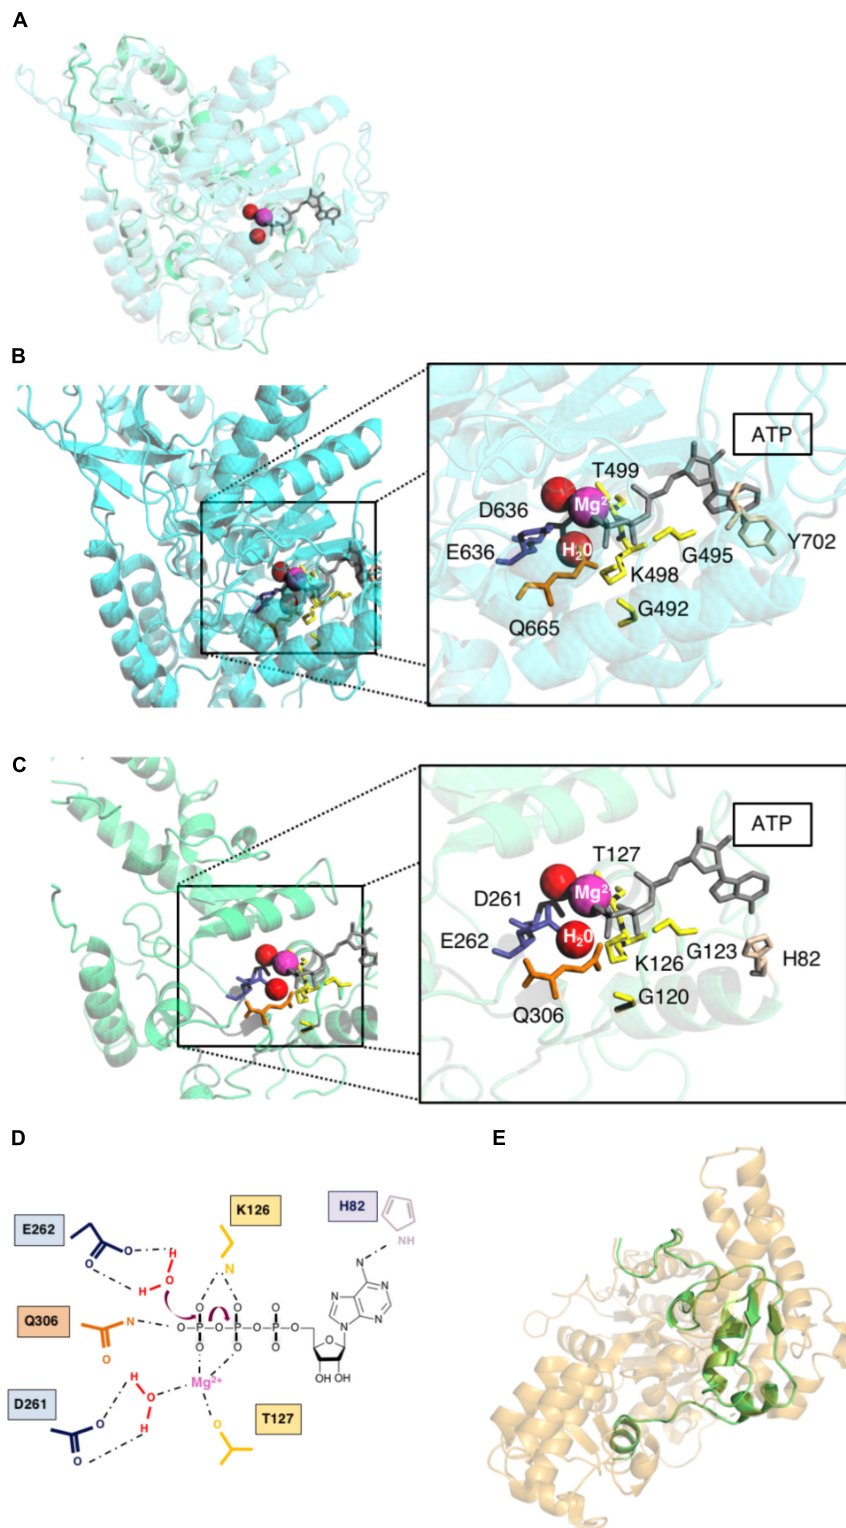 A
B
ATP
T499
D636
Mg²⁺
E636
H₂0
G495
Y702
K498
G492
Q665
C
ATP
T127
D261
Mg²
E262
H₂0
G123
H82
K126
Q306
G120
D
E
K126
H82
E262
H
O
N
NH
O
H
O
N
N
O
O
N
Q306
N
O P O P O P O
N
N
O
O
O
O
O
OH OH
H
Mg²⁺
D261
O
O
H
O
T127
O